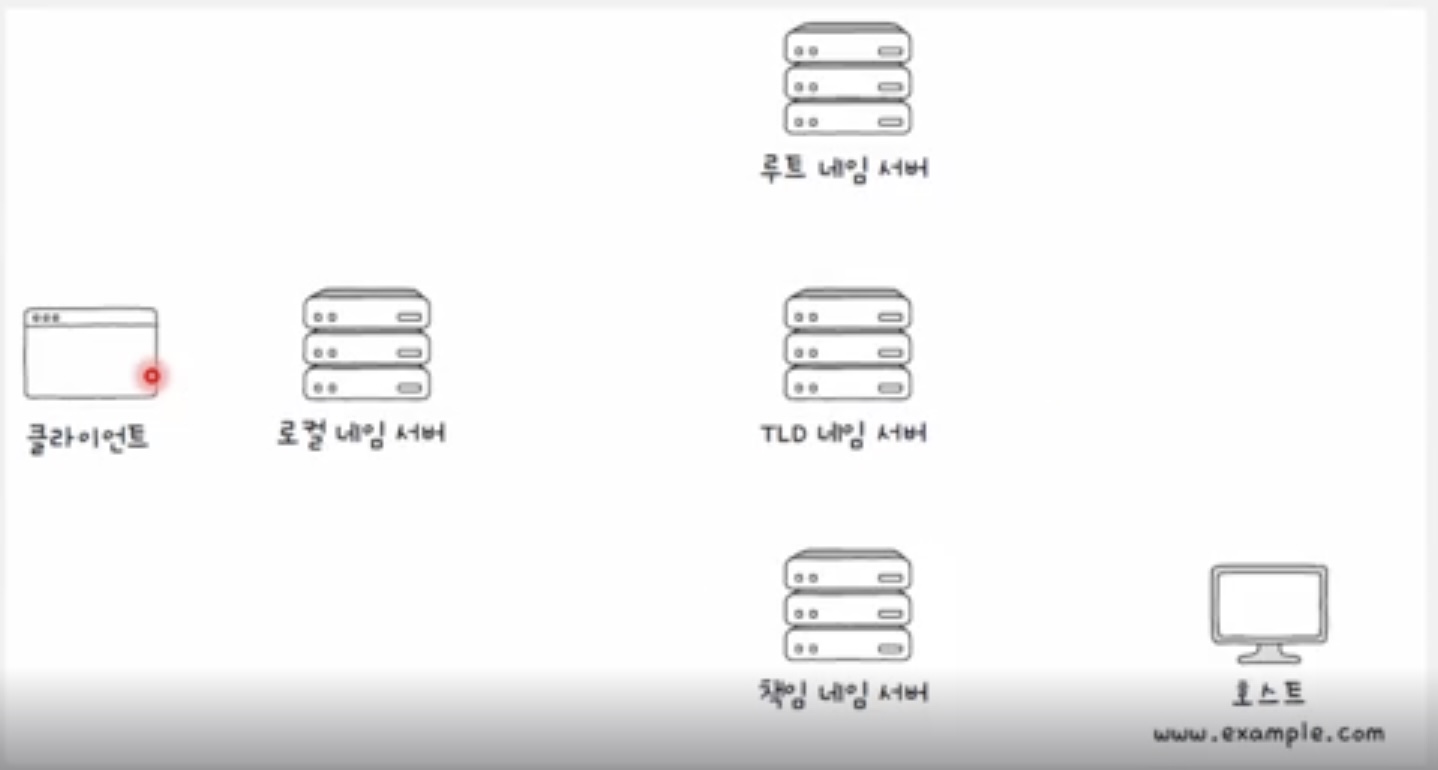 루트 네임 서버
클라이언트
로컬 네임 서버
TLD 네임 서버
책임 네임 서버
호스트
www.example.com